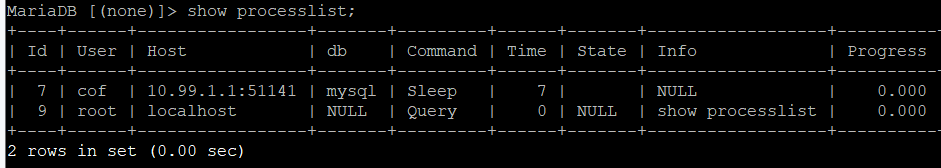 MariaDB [(none)]> show processlist;
+----+------+-----------------+-------+---------+------+-------+------------------+----------
| Id | User | Host            | db    | Command | Time | State | Info             | Progress
+----+------+-----------------+-------+---------+------+-------+------------------+----------
|  7 | cof  | 10.99.1.1:51141 | mysql | Sleep   |    7 |       | NULL             |    0.000
|  9 | root | localhost       | NULL  | Query   |    0 | NULL  | show processlist |    0.000
+----+------+-----------------+-------+---------+------+-------+------------------+----------
2 rows in set (0.00 sec)